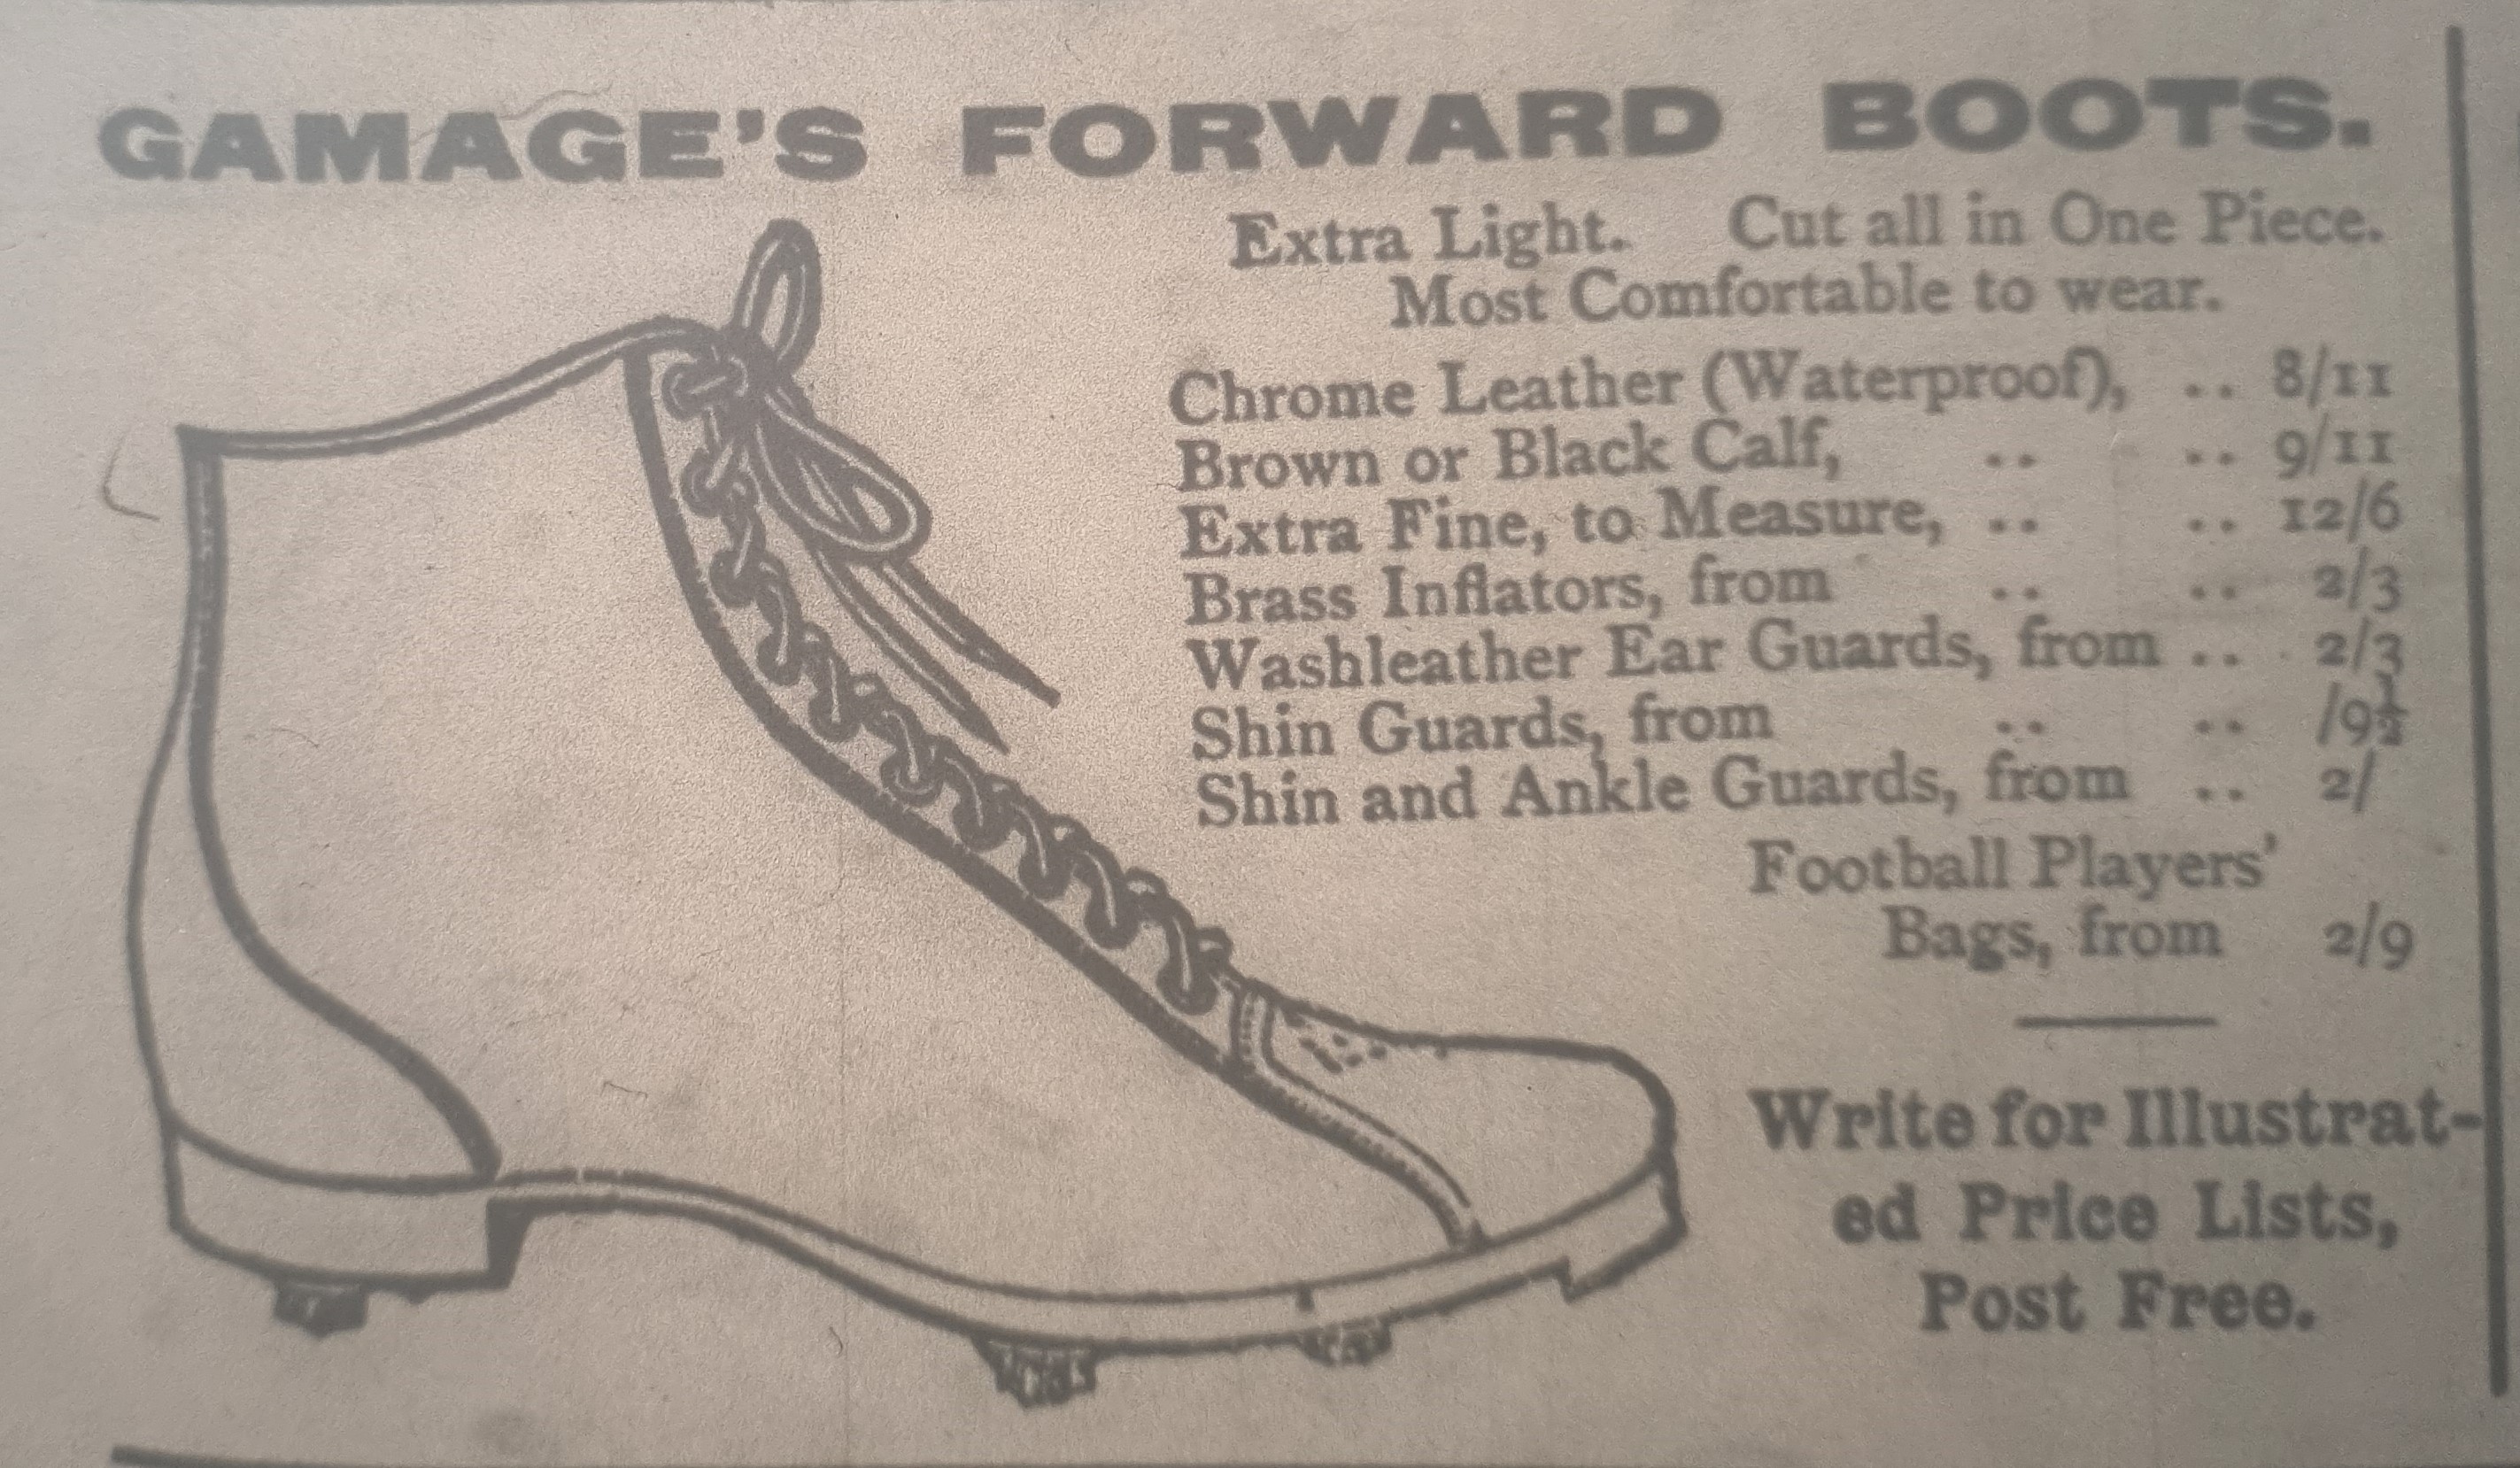 GAMAGE'S FORWARD BOOTS.
Extra Light. Cut all in One Piece.
Most Comfortable to wear.
Chrome Leather (Waterproof), .. 8/11
Brown or Black Calf, .. .. 9/11
Extra Fine, to Measure, .. .. 12/6
Brass Inflators, from .. .. 2/3
Washleather Ear Guards, from .. 2/3
Shin Guards, from .. .. /9½
Shin and Ankle Guards, from .. 2/
Football Players'
Bags, from 2/9
Write for Illustrat-
ed Price Lists,
Post Free.